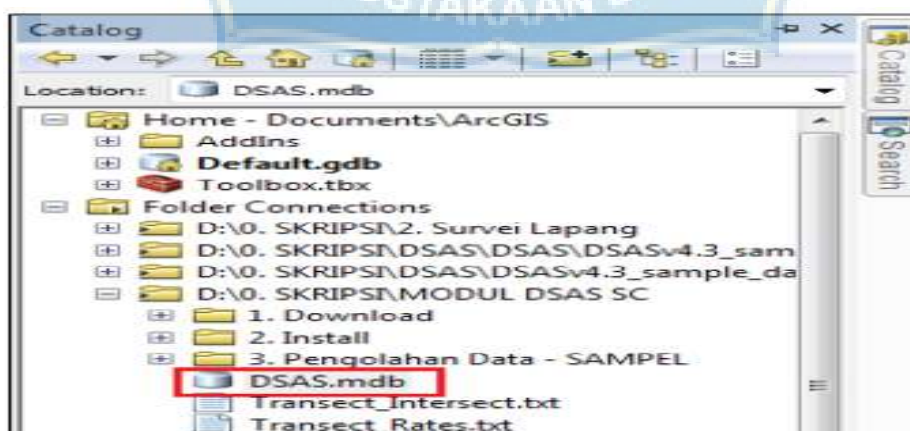 Catalog
Location: DSAS.mdb
Home - Documents\ArcGIS
AddIns
Default.gdb
Toolbox.tbx
Folder Connections
D:\0. SKRIPSI\2. Survei Lapang
D:\0. SKRIPSI\DSAS\DSAS\DSASv4.3_sam
D:\0. SKRIPSI\DSAS\DSASv4.3_sample_da
D:\0. SKRIPSI\MODUL DSAS SC
1. Download
2. Install
3. Pengolahan Data - SAMPEL
DSAS.mdb
Transect_Intersect.txt
Transect_Rates.txt
Catalog
Search